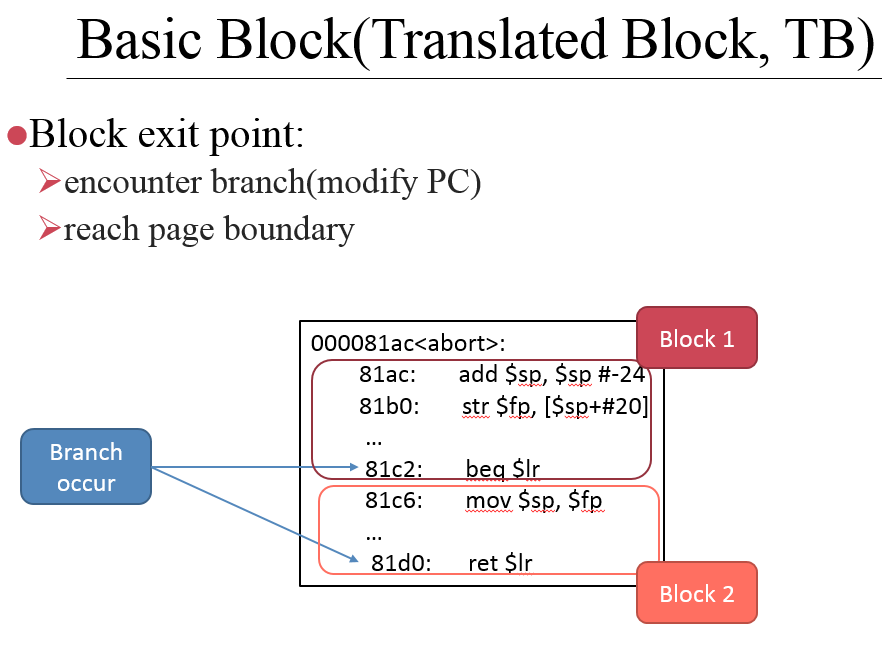 Basic Block(Translated Block, TB)
Block exit point:
encounter branch(modify PC)
reach page boundary
Block 1
000081ac<abort>:
81ac: add $sp, $sp #-24
81b0: str $fp, [$sp+#20]
...
Branch
occur
81c2: beq $lr
81c6: mov $sp, $fp
...
81d0: ret $lr
Block 2